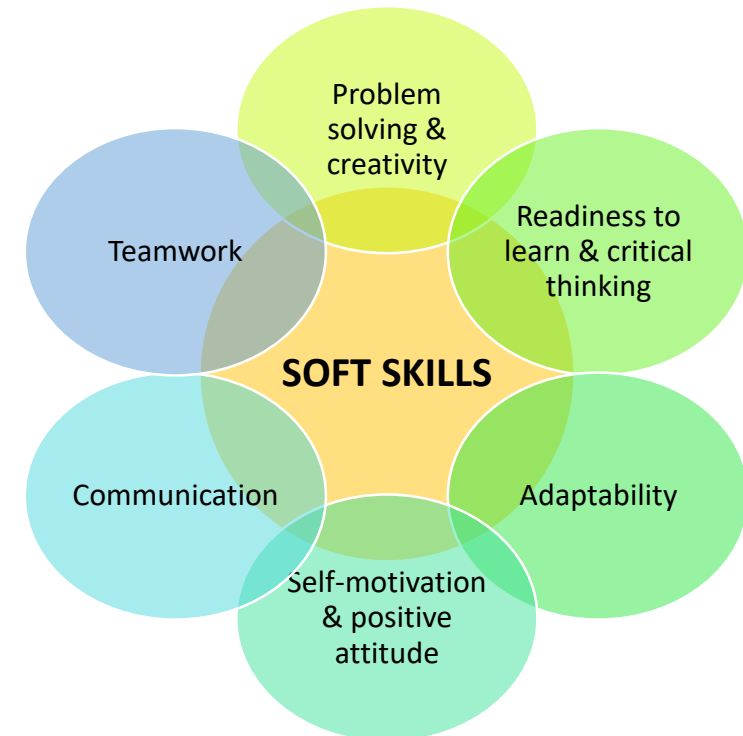 Problem
solving &
creativity
Readiness to
learn & critical
thinking
Teamwork
SOFT SKILLS
Communication
Adaptability
Self-motivation
& positive
attitude